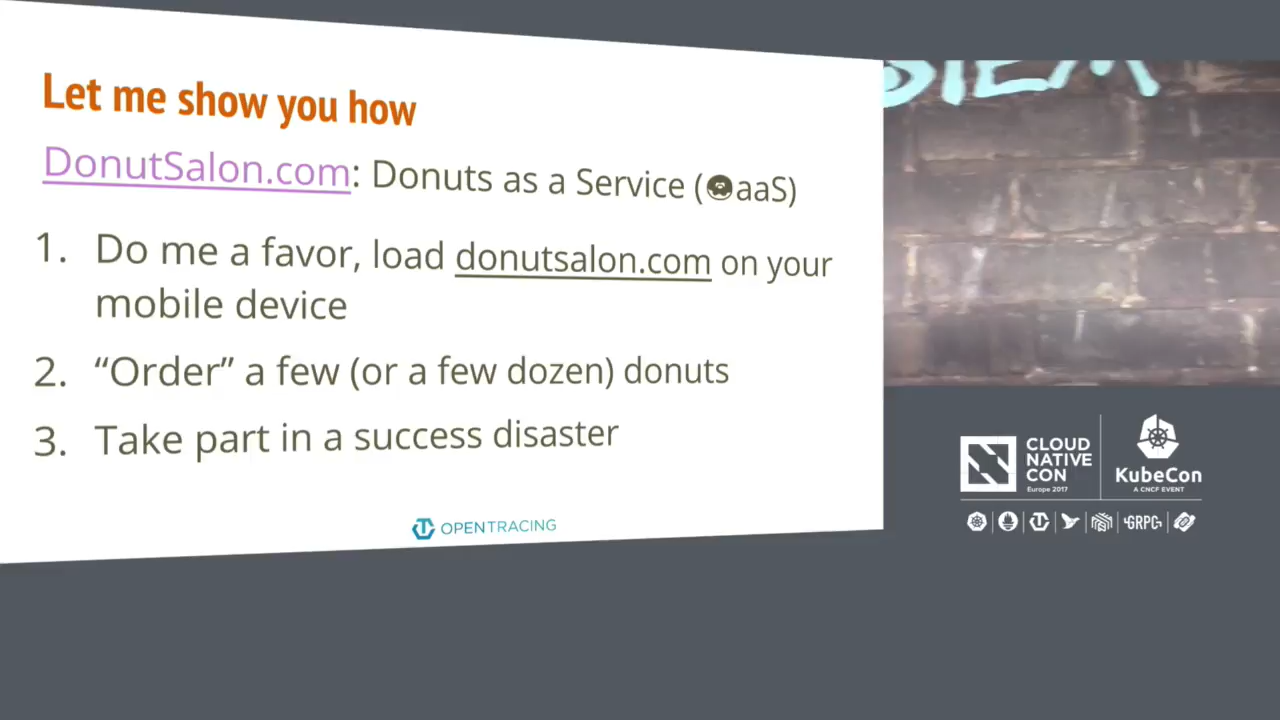 Let me show you how
DonutSalon.com: Donuts as a Service (🍩aaS)
1. Do me a favor, load donutsalon.com on your
mobile device
2. “Order” a few (or a few dozen) donuts
3. Take part in a success disaster
OPENTRACING
CLOUD
NATIVE
CON
Europe 2017
KubeCon
A CNCF EVENT
GRPC